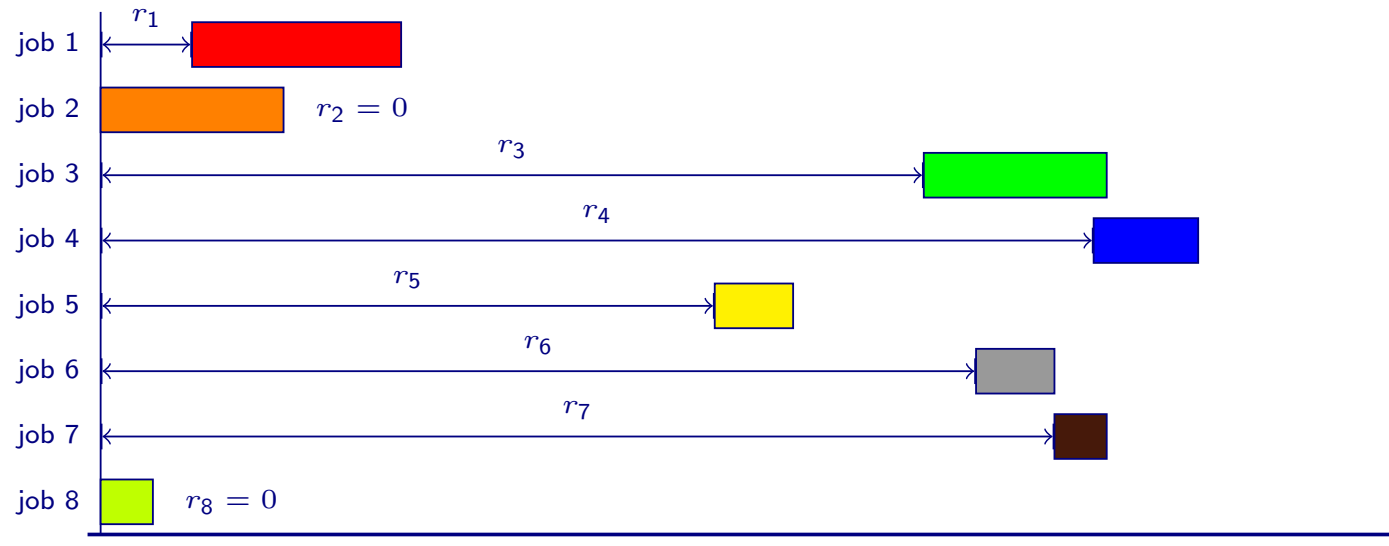 r₁
job 1
job 2 r₂ = 0
r₃
job 3
r₄
job 4
r₅
job 5
r₆
job 6
r₇
job 7
job 8 r₈ = 0